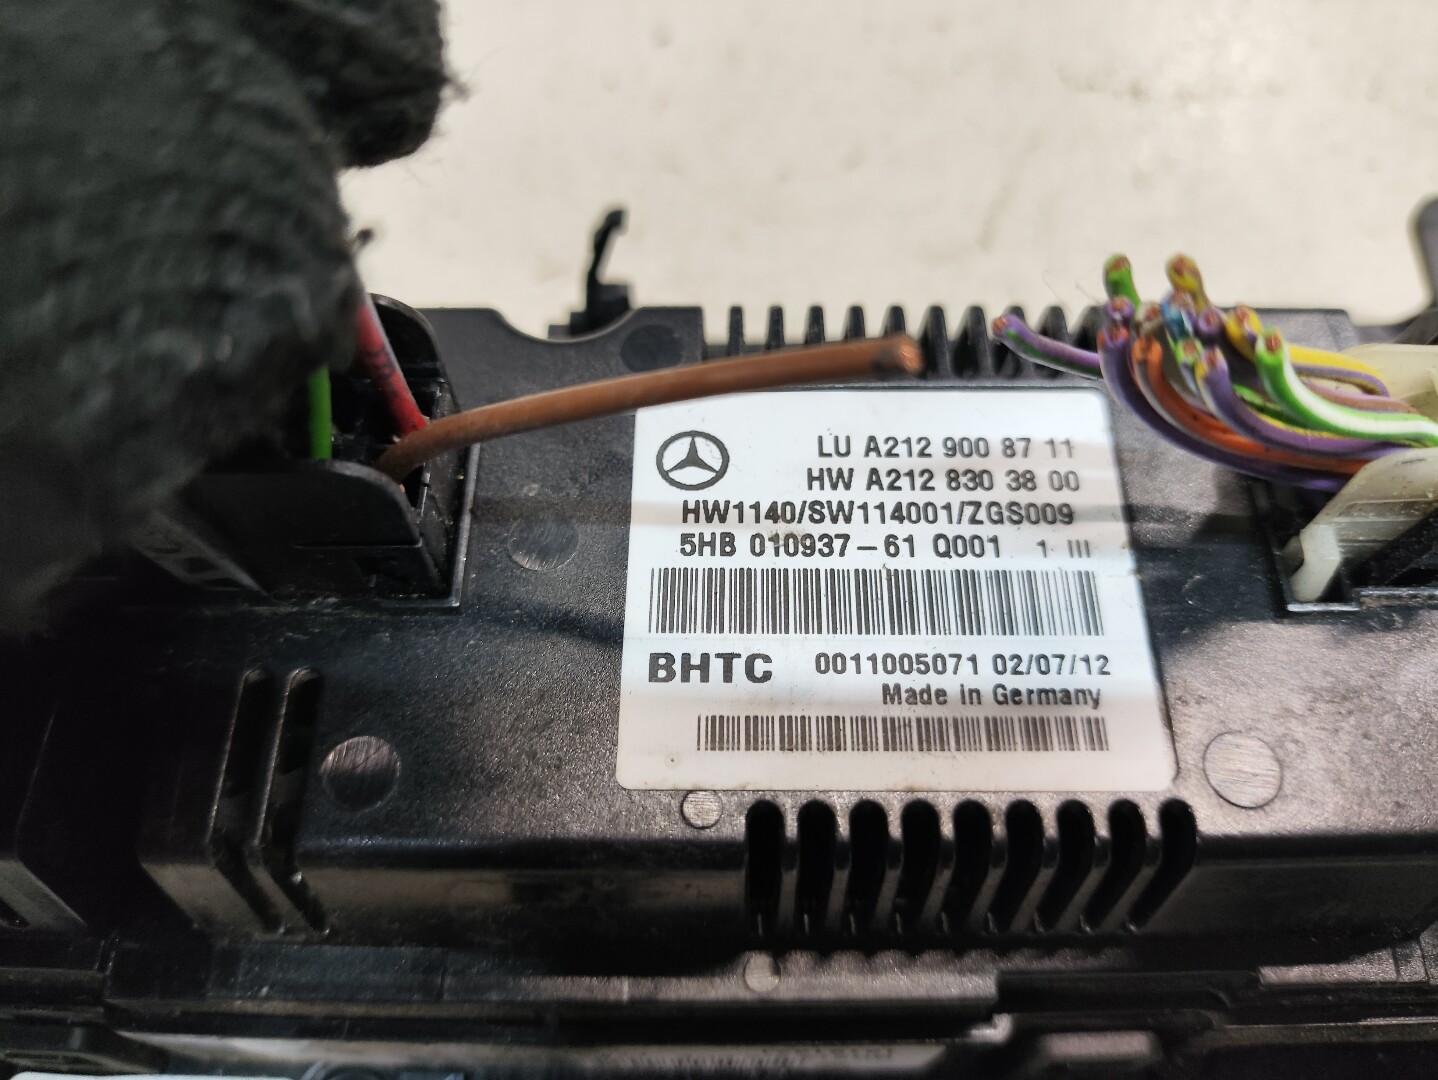 LU A212 900 87 11
HW A212 830 38 00
HW1140/SW114001/ZGS009
5HB 010937-61 Q001 1 III
BHTC 0011005071 02/07/12
Made in Germany